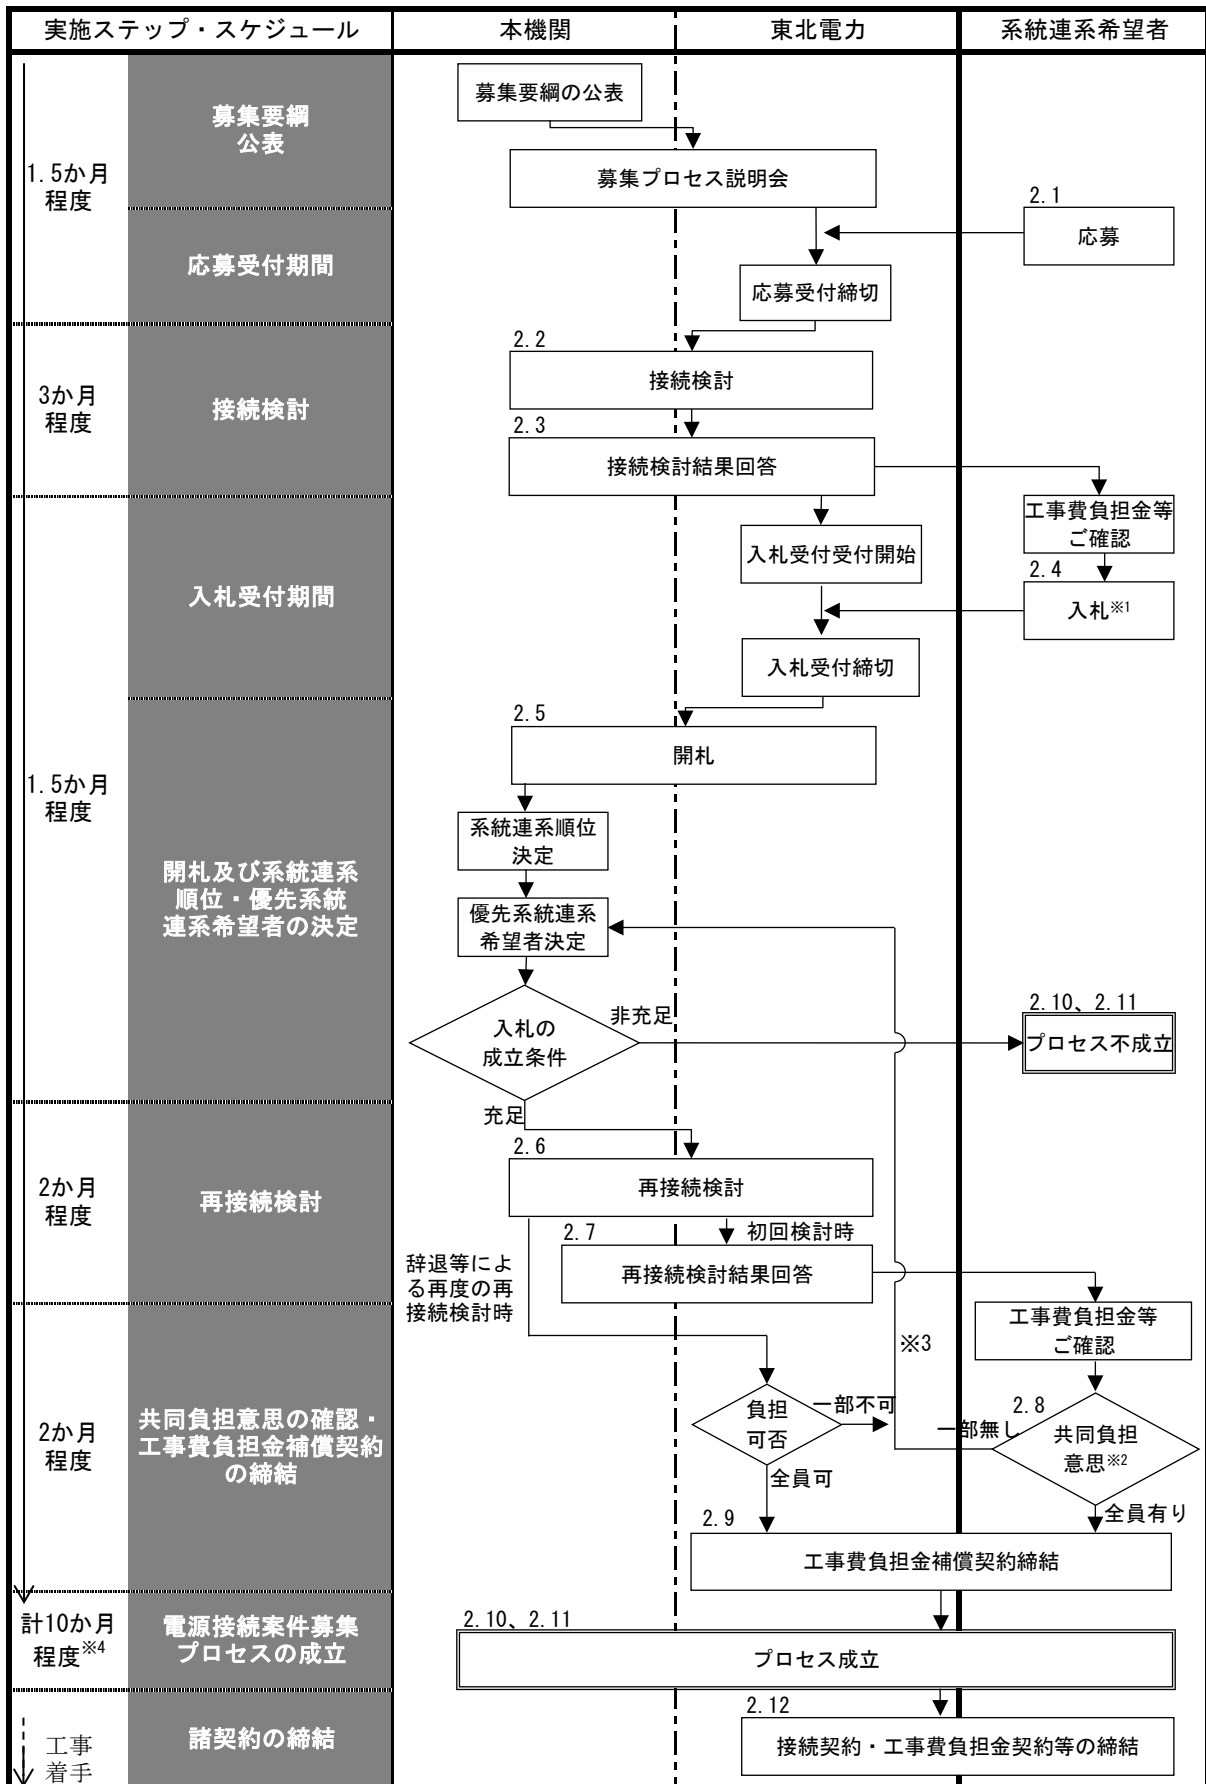 実施ステップ・スケジュール
本機関
東北電力
系統連系希望者
1.5か月
程度
募集要綱
公表
募集要綱の公表
募集プロセス説明会
応募受付期間
2.1
応募
応募受付締切
3か月
程度
接続検討
2.2
接続検討
2.3
接続検討結果回答
工事費負担金等
ご確認
1.5か月
程度
入札受付期間
入札受付受付開始
2.4
入札※1
入札受付締切
開札及び系統連系
順位・優先系統
連系希望者の決定
2.5
開札
系統連系順位
決定
優先系統連系
希望者決定
入札の
成立条件
非充足
2.10、2.11
プロセス不成立
充足
2か月
程度
再接続検討
2.6
再接続検討
2.7
初回検討時
再接続検討結果回答
辞退等によ
る再度の再
接続検討時
工事費負担金等
ご確認
※3
2か月
程度
共同負担意思の確認・
工事費負担金補償契約
の締結
負担
可否
一部不可
全員可
2.8
一部無し
共同負担
意思※2
全員有り
2.9
工事費負担金補償契約締結
計10か月
程度※4
電源接続案件募集
プロセスの成立
2.10、2.11
プロセス成立
工事
着手
諸契約の締結
2.12
接続契約・工事費負担金契約等の締結